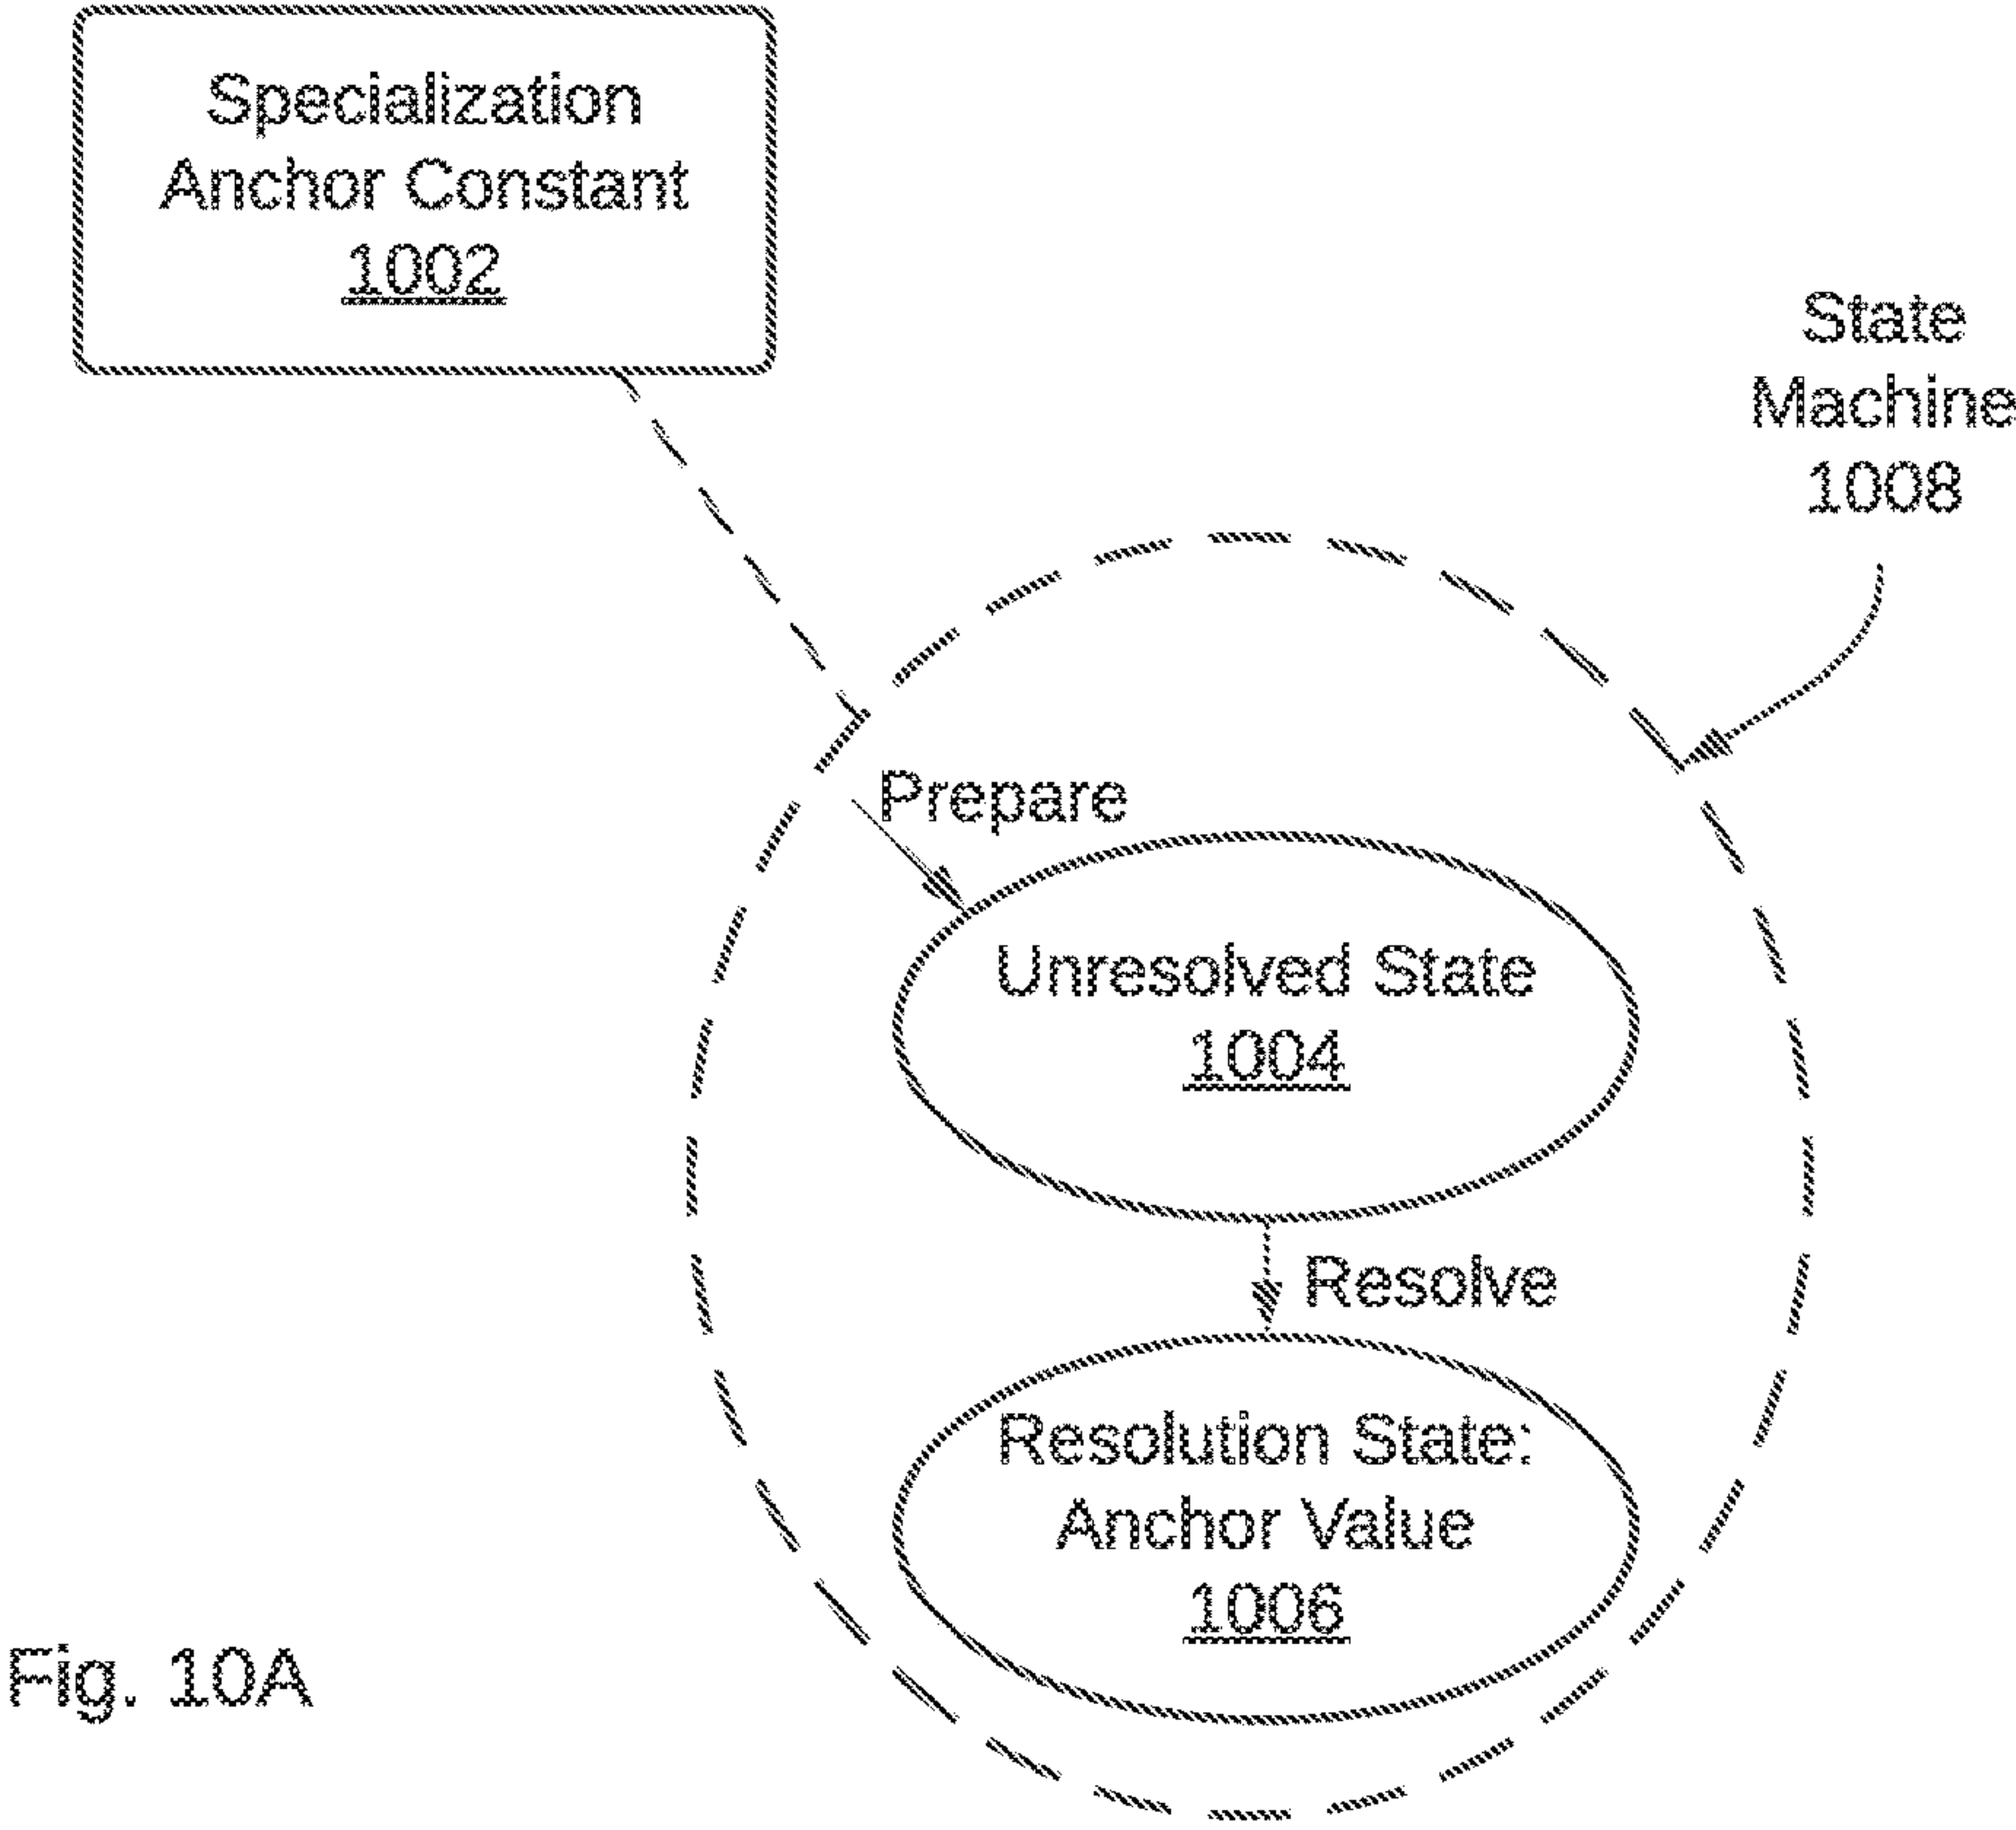 Specialization
Anchor Constant
1002
State
Machine
1008
Prepare
Unresolved State
1004
Resolve
Resolution State:
Anchor Value
1006
Fig. 10A